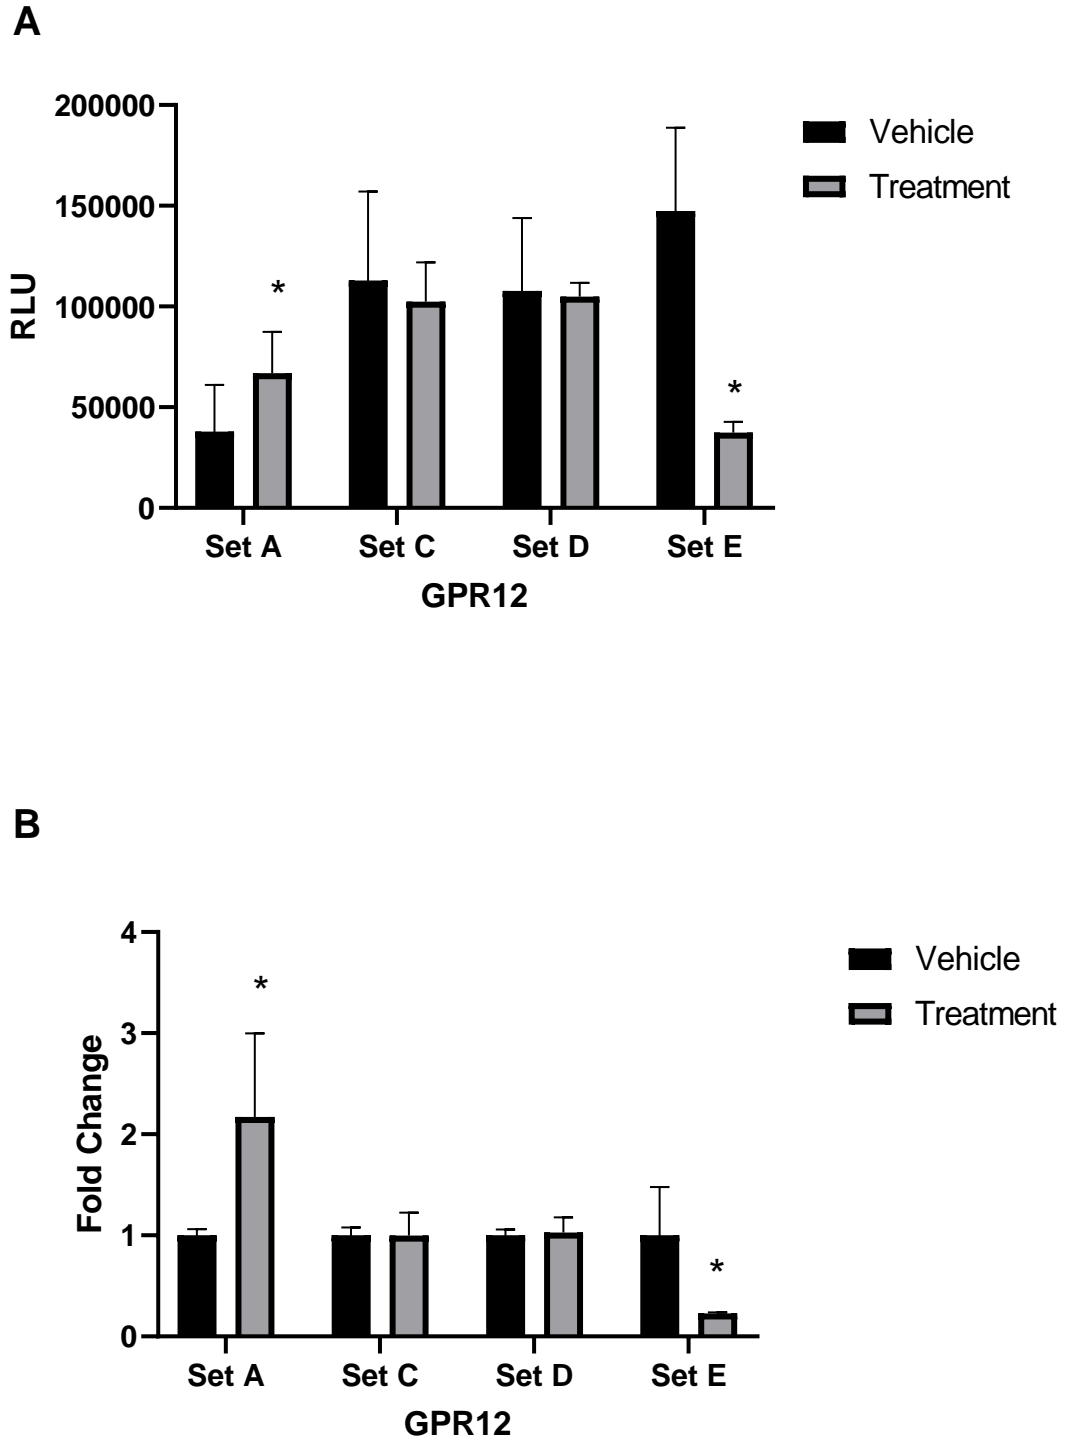 A
200000
150000
100000
50000
0
RLU
*
*
Vehicle
Treatment
Set A Set C Set D Set E
GPR12
B
4
3
2
1
0
Fold Change
*
*
Vehicle
Treatment
Set A Set C Set D Set E
GPR12